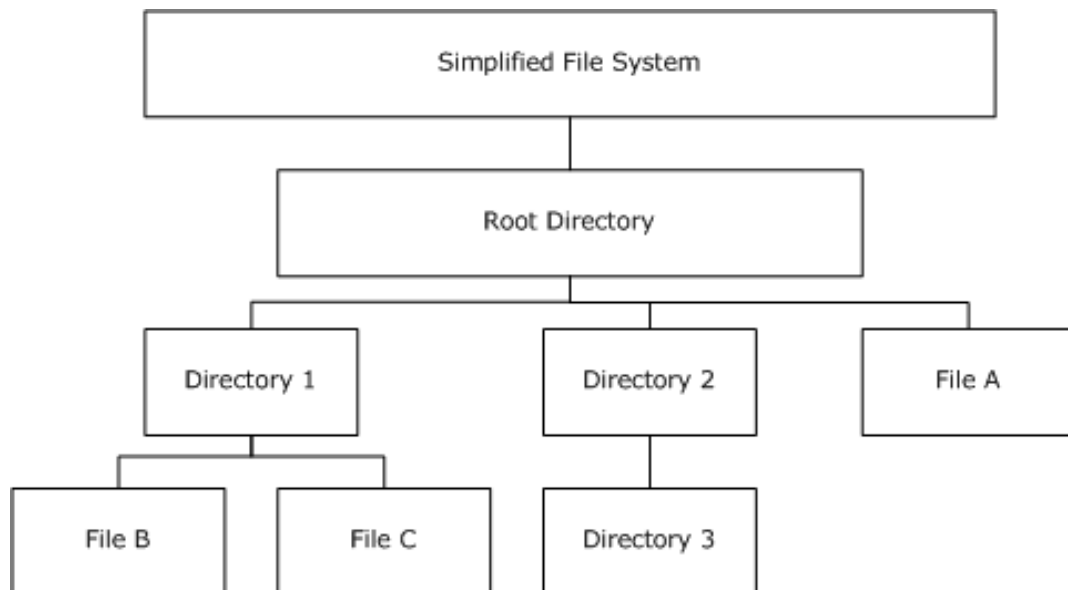 Simplified File System
Root Directory
Directory 1
Directory 2
File A
File B
File C
Directory 3